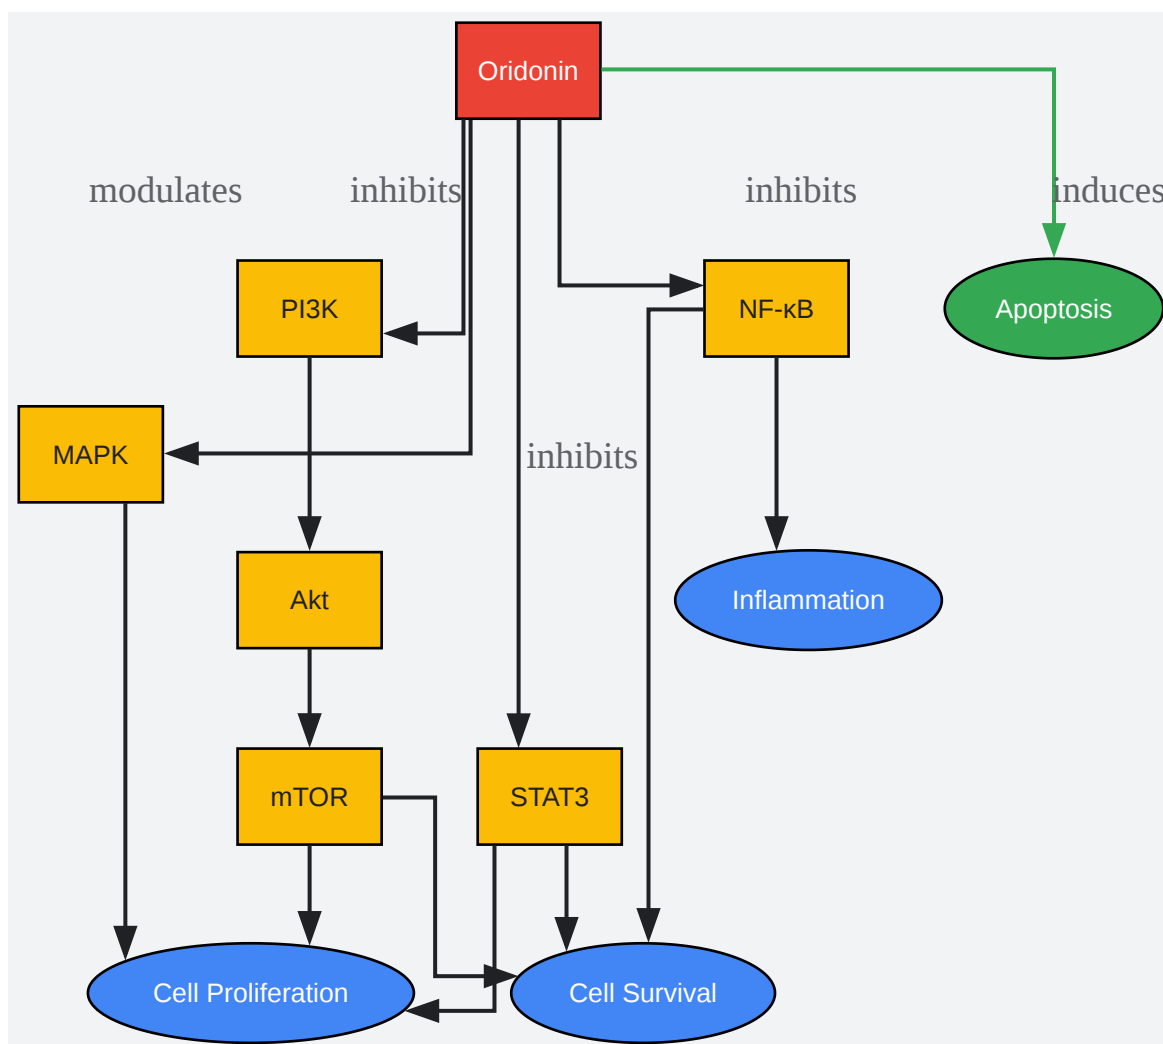 Oridonin
modulates
inhibits
inhibits
induces
PI3K
NF-κB
Apoptosis
MAPK
inhibits
Akt
Inflammation
mTOR
STAT3
Cell Proliferation
Cell Survival